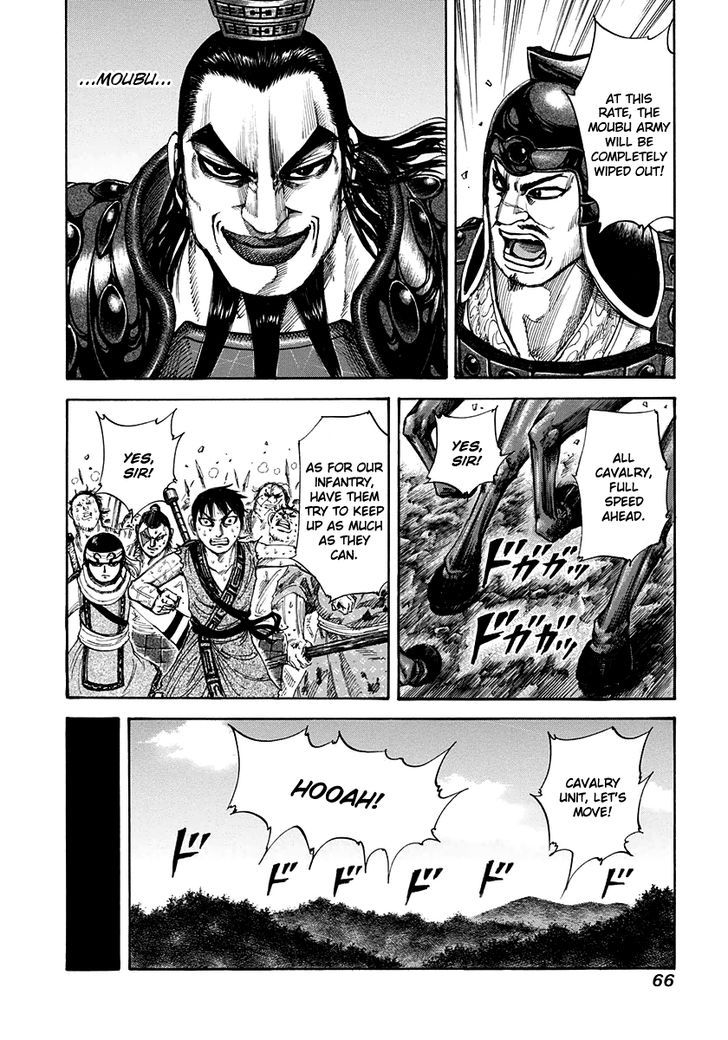 AT THIS
RATE, THE
MOUBU ARMY
WILL BE
COMPLETELY
WIPED OUT!
...MOUBU...
ALL
CAVALRY,
FULL
SPEED
AHEAD.
YES,
SIR!
ドガガッ
ドガガッ
AS FOR OUR
INFANTRY,
HAVE THEM
TRY TO KEEP
UP AS MUCH
AS THEY
CAN.
YES,
SIR!
CAVALRY
UNIT, LET'S
MOVE!
HOOAH!
ド
ド
ド
ド
ド
ド
66